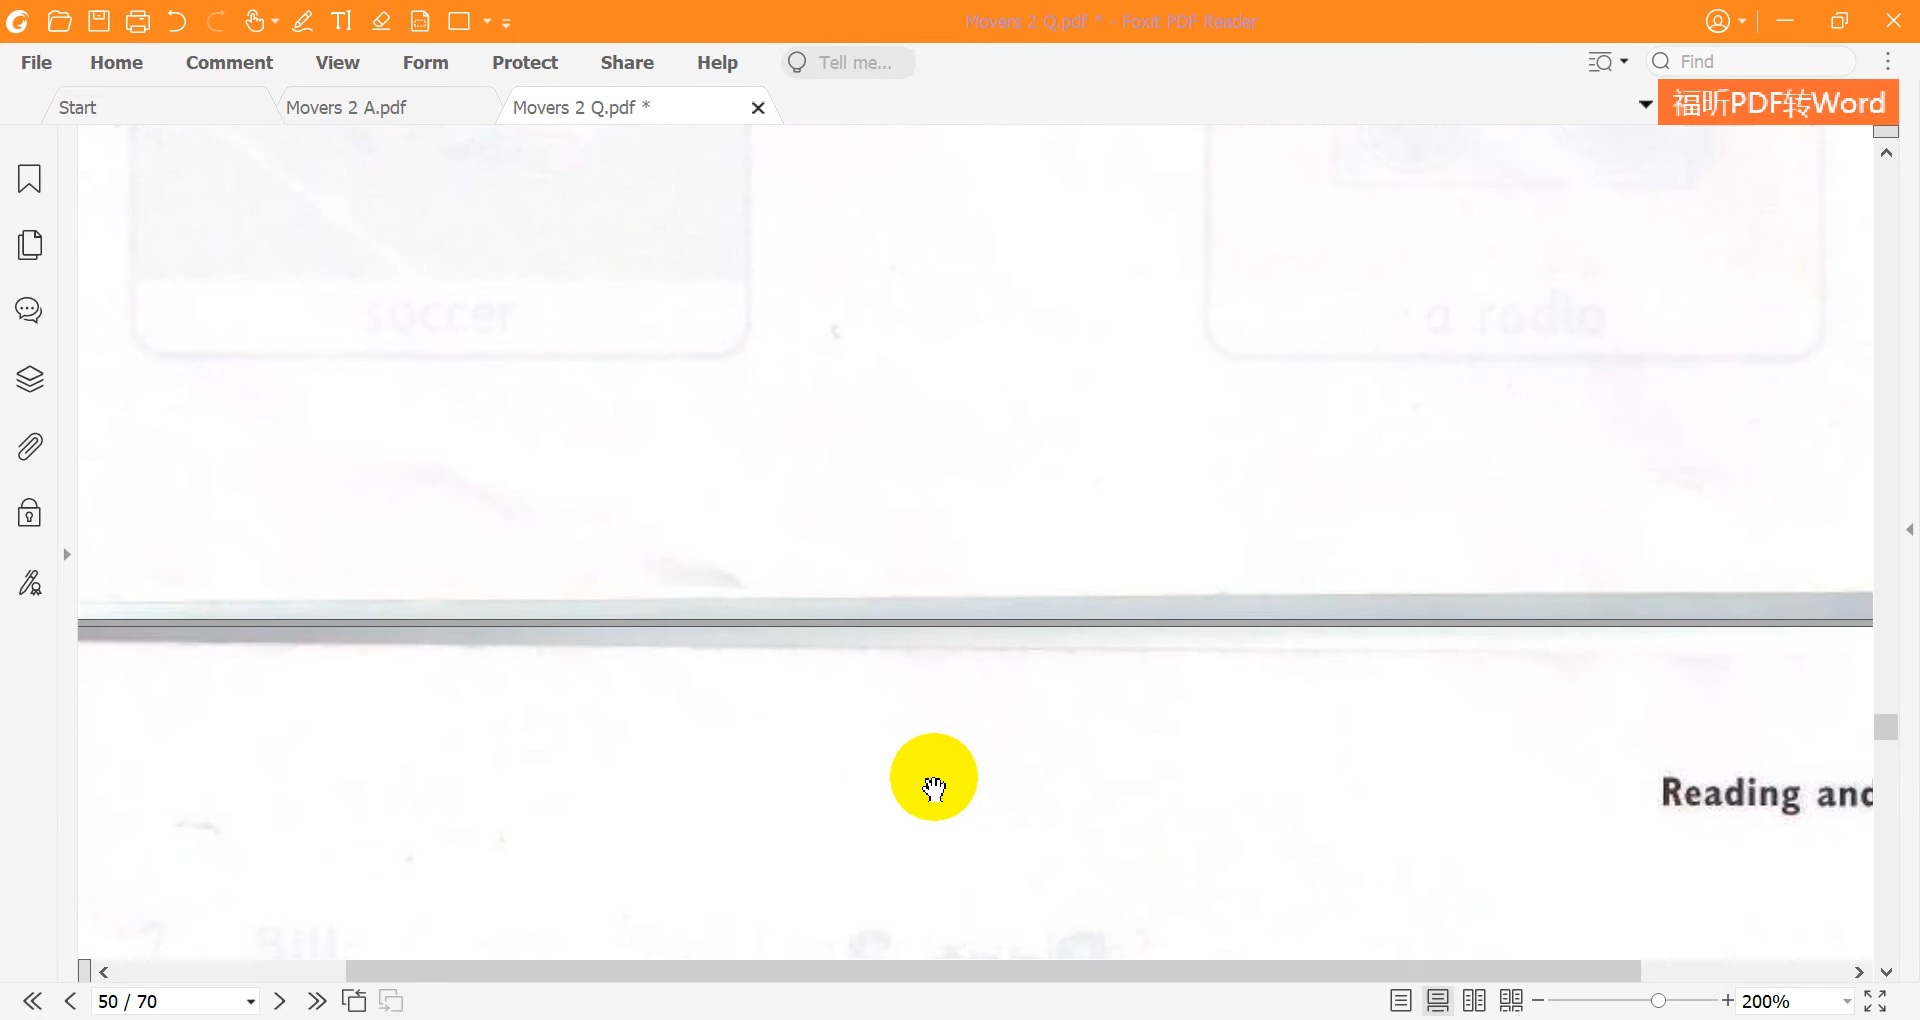 Movers 2 Q.pdf * - Foxit PDF Reader
File Home Comment View Form Protect Share Help Tell me... Find
Start Movers 2 A.pdf Movers 2 Q.pdf * 福昕PDF转Word
soccer a radio
Reading and
Bill
50 / 70 200%